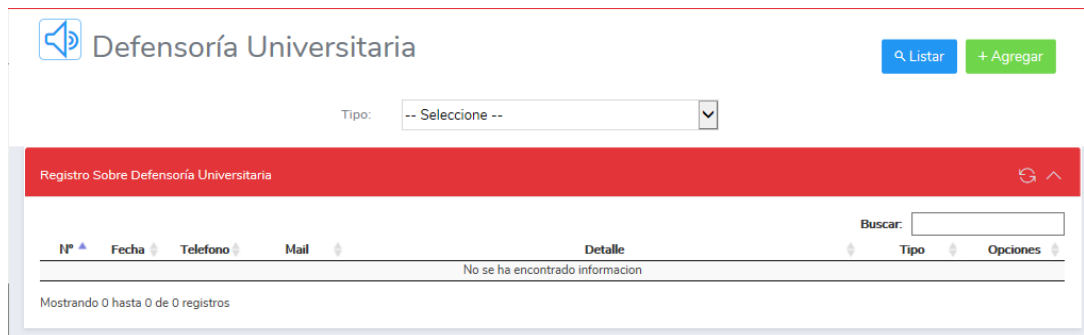 Defensoría Universitaria
Listar
+ Agregar
Tipo: -- Seleccione --
Registro Sobre Defensoría Universitaria
Buscar:
Nº Fecha Telefono Mail Detalle Tipo Opciones
No se ha encontrado informacion
Mostrando 0 hasta 0 de 0 registros